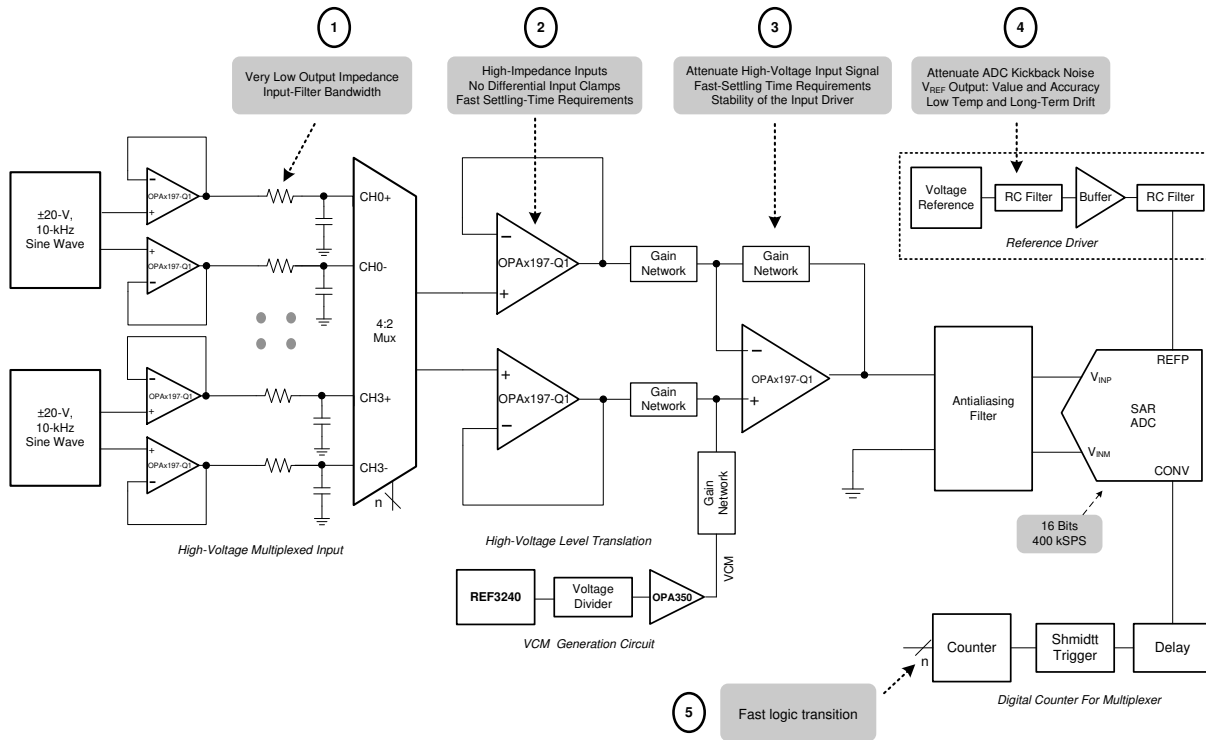 1
2
3
4
Very Low Output Impedance
Input-Filter Bandwidth
High-Impedance Inputs
No Differential Input Clamps
Fast Settling-Time Requirements
Attenuate High-Voltage Input Signal
Fast-Settling Time Requirements
Stability of the Input Driver
Attenuate ADC Kickback Noise
VREF Output: Value and Accuracy
Low Temp and Long-Term Drift
±20-V,
10-kHz
Sine Wave
−
OPAx197-Q1
+
+
OPAx197-Q1
−
CH0+
CH0-
4:2
Mux
±20-V,
10-kHz
Sine Wave
−
OPAx197-Q1
+
+
OPAx197-Q1
−
CH3+
CH3-
n
High-Voltage Multiplexed Input
−
OPAx197-Q1
+
+
OPAx197-Q1
−
High-Voltage Level Translation
Gain
Network
Gain
Network
Gain
Network
Gain
Network
−
OPAx197-Q1
+
VCM
REF3240
Voltage
Divider
OPA350
VCM Generation Circuit
Voltage
Reference
RC Filter
Buffer
RC Filter
Reference Driver
Antialiasing
Filter
REFP
VINP
SAR
ADC
VINM
CONV
16 Bits
400 kSPS
n
Counter
Shmidtt
Trigger
Delay
Digital Counter For Multiplexer
5
Fast logic transition